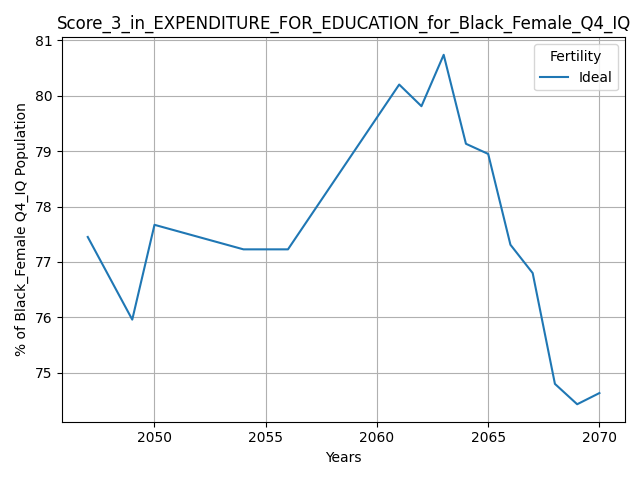 Score_3_in_EXPENDITURE_FOR_EDUCATION_for_Black_Female_Q4_IQ
Fertility
Ideal
% of Black_Female Q4_IQ Population
81
80
79
78
77
76
75
2050
2055
2060
2065
2070
Years